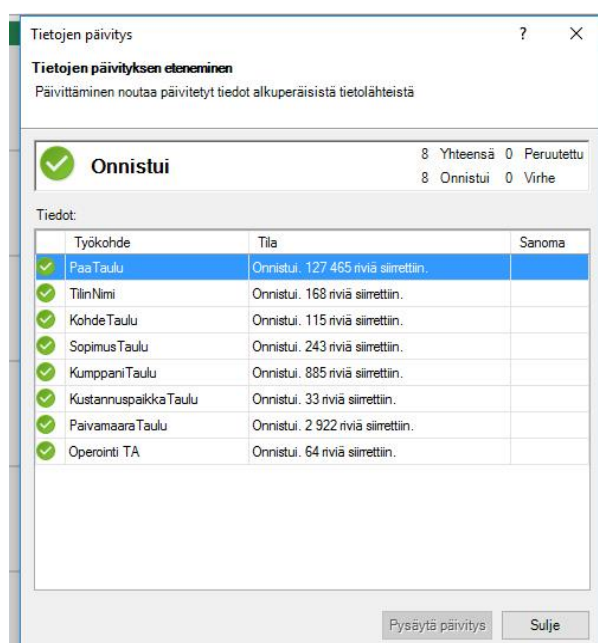 Tietojen päivitys ? ×
Tietojen päivityksen eteneminen
Päivittäminen noutaa päivitetyt tiedot alkuperäisistä tietolähteistä
Onnistui
8 Yhteensä 0 Peruutettu
8 Onnistui 0 Virhe
Tiedot:
Työkohde Tila Sanoma
PaaTaulu Onnistui. 127 465 riviä siirrettiin.
TilinNimi Onnistui. 168 riviä siirrettiin.
KohdeTaulu Onnistui. 115 riviä siirrettiin.
SopimusTaulu Onnistui. 243 riviä siirrettiin.
KumppaniTaulu Onnistui. 885 riviä siirrettiin.
KustannuspaikkaTaulu Onnistui. 33 riviä siirrettiin.
PaivamaaraTaulu Onnistui. 2 922 riviä siirrettiin.
Operointi TA Onnistui. 64 riviä siirrettiin.
Pysäytä päivitys Sulje